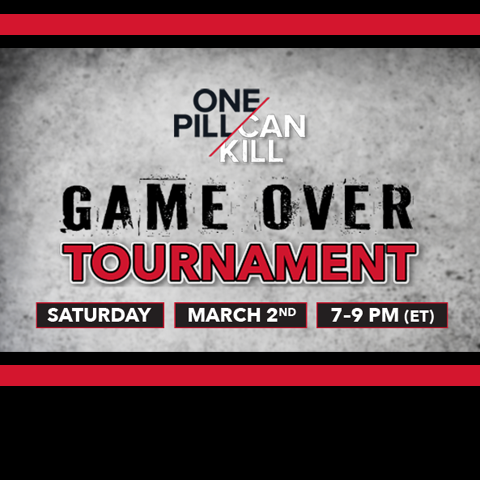 ONE
PILL CAN
KILL
GAME OVER
TOURNAMENT
SATURDAY MARCH 2ND 7-9 PM (ET)